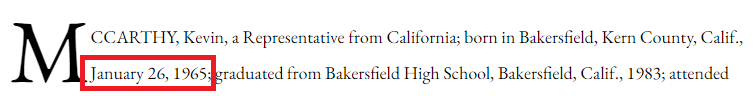 MCCARTHY, Kevin, a Representative from California; born in Bakersfield, Kern County, Calif.,
January 26, 1965; graduated from Bakersfield High School, Bakersfield, Calif., 1983; attended